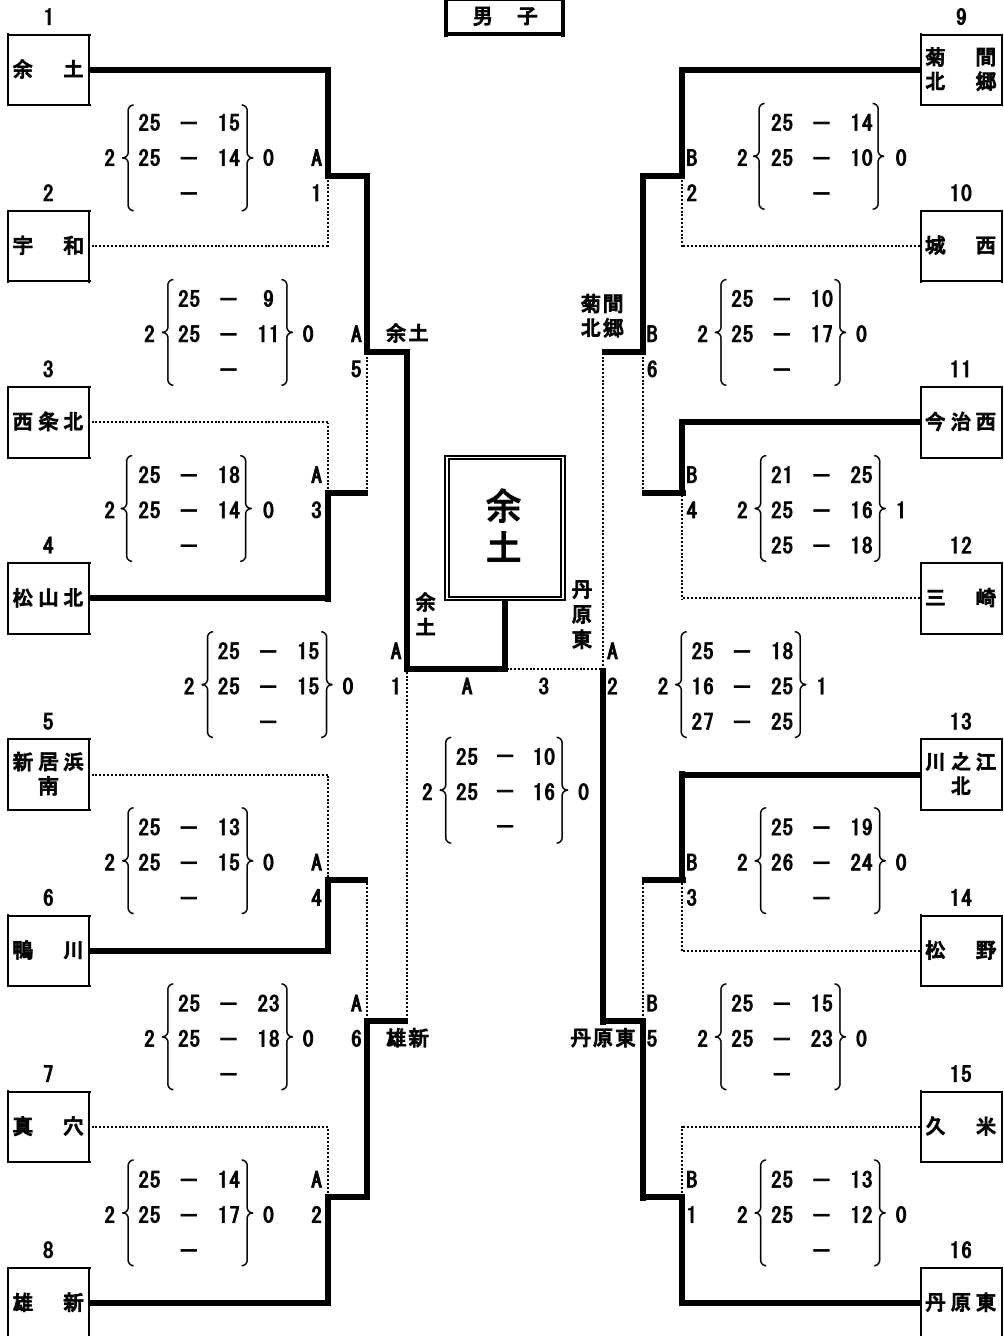 男 子
1
余 土
25 － 15
2 25 － 14 0 A
－ 1
2
宇 和
25 － 9
2 25 － 11 0 A 余土
－ 5
3
西条北
25 － 18 A
2 25 － 14 0 3
－
4
松山北
余土
25 － 15 A
2 25 － 15 0 1
－
5
新居浜
南
25 － 13
2 25 － 15 0 A
－ 4
6
鴨 川
25 － 23 A
2 25 － 18 0 6 雄新
－
7
真 穴
25 － 14 A
2 25 － 17 0 2
－
8
雄 新
余
土
A 3
25 － 10
2 25 － 16 0
－
9
菊 間
北 郷
25 － 14
B 2 25 － 10 0
2 －
10
城 西
菊間
北郷
25 － 10
B 2 25 － 17 0
6 －
11
今治西
B 21 － 25
4 2 25 － 16 1
25 － 18
12
三 崎
丹
原
東
A 25 － 18
2 2 16 － 25 1
27 － 25
13
川之江
北
25 － 19
B 2 26 － 24 0
3 －
14
松 野
B 25 － 15
丹原東 5 2 25 － 23 0
－
15
久 米
B 25 － 13
1 2 25 － 12 0
－
16
丹原東